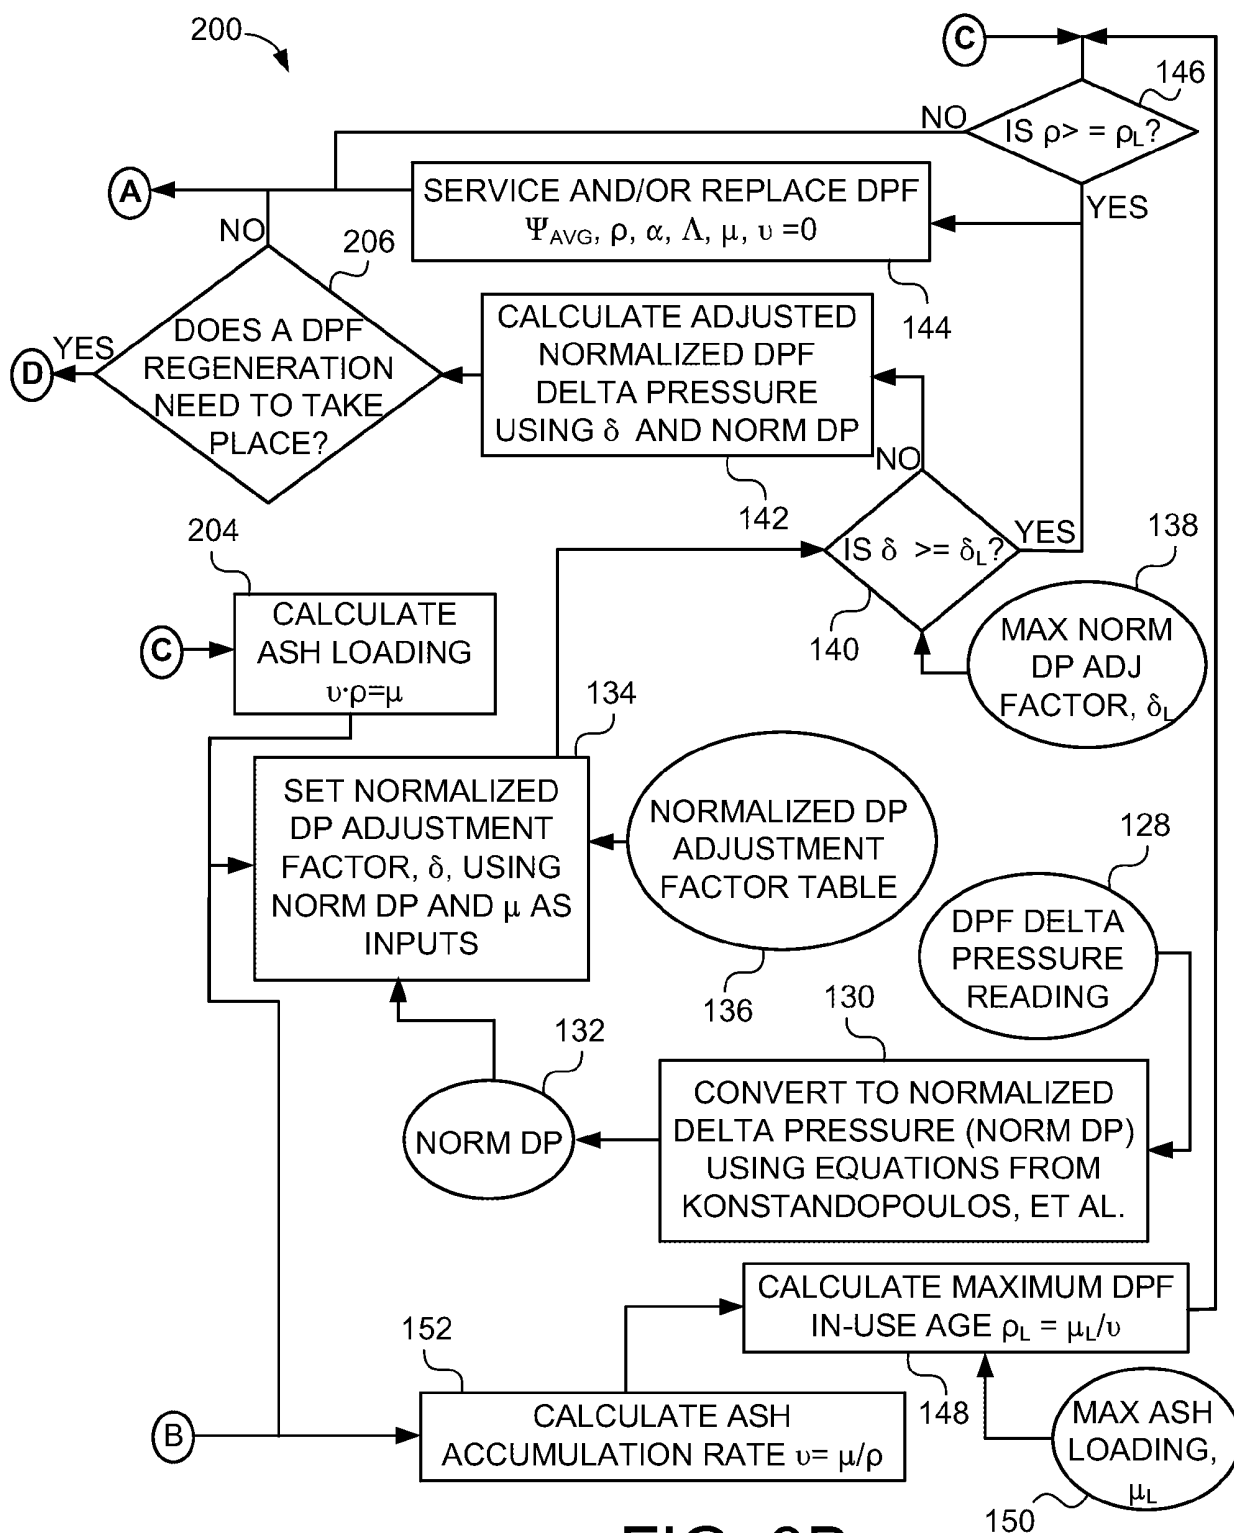 200
C
146
NO
IS ρ> = ρL?
A
SERVICE AND/OR REPLACE DPF
ΨAVG, ρ, α, Λ, μ, υ =0
YES
NO
206
144
CALCULATE ADJUSTED
NORMALIZED DPF
DELTA PRESSURE
USING δ AND NORM DP
DOES A DPF
REGENERATION
NEED TO TAKE
PLACE?
YES
D
NO
142
204
IS δ >= δL?
YES
138
140
CALCULATE
ASH LOADING
υ·ρ=μ
C
MAX NORM
DP ADJ
FACTOR, δL
134
SET NORMALIZED
DP ADJUSTMENT
FACTOR, δ, USING
NORM DP AND μ AS
INPUTS
NORMALIZED DP
ADJUSTMENT
FACTOR TABLE
128
DPF DELTA
PRESSURE
READING
136
130
132
NORM DP
CONVERT TO NORMALIZED
DELTA PRESSURE (NORM DP)
USING EQUATIONS FROM
KONSTANDOPOULOS, ET AL.
CALCULATE MAXIMUM DPF
IN-USE AGE ρL = μL/υ
152
148
B
CALCULATE ASH
ACCUMULATION RATE υ= μ/ρ
MAX ASH
LOADING,
μL
150